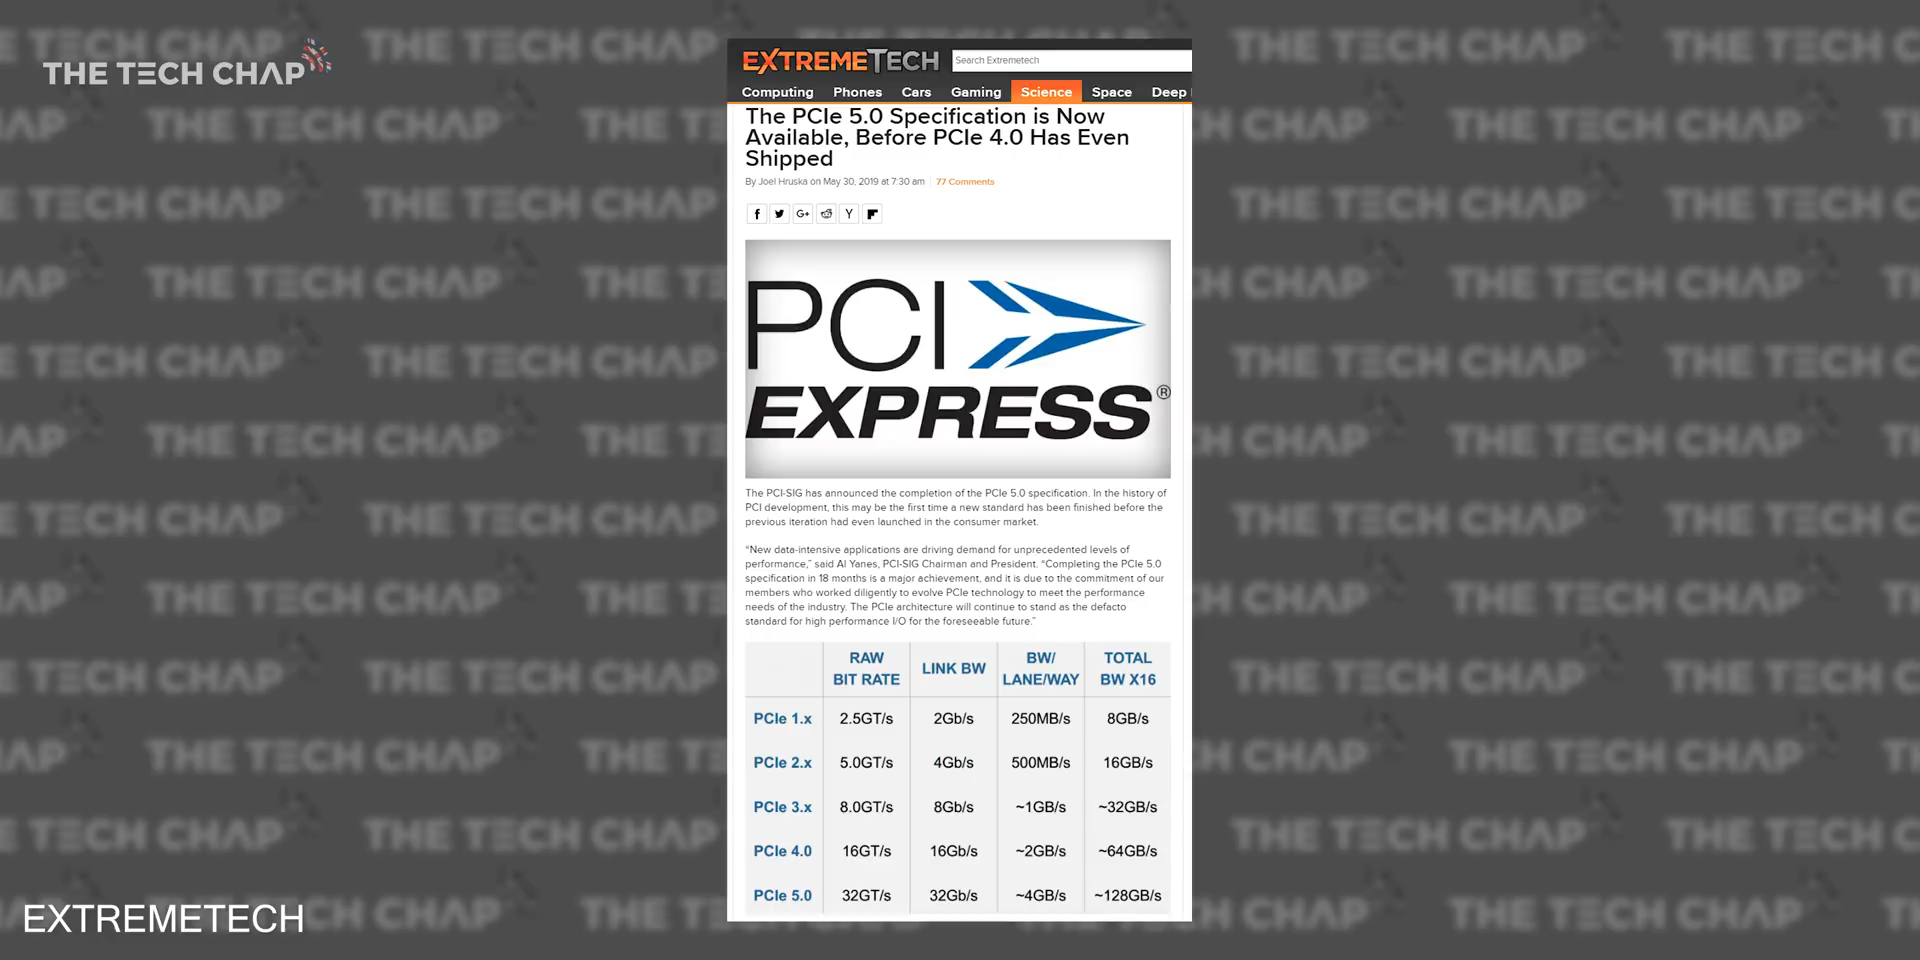 THE TECH CHAP
EXTREMETECH
Search Extremetech
Computing Phones Cars Gaming Science Space Deep
The PCIe 5.0 Specification is Now
Available, Before PCIe 4.0 Has Even
Shipped
By Joel Hruska on May 30, 2019 at 7:30 am 77 Comments
PCI
EXPRESS®
The PCI-SIG has announced the completion of the PCIe 5.0 specification. In the history of
PCI development, this may be the first time a new standard has been finished before the
previous iteration had even launched in the consumer market.
“New data-intensive applications are driving demand for unprecedented levels of
performance,” said Al Yanes, PCI-SIG Chairman and President. “Completing the PCIe 5.0
specification in 18 months is a major achievement, and it is due to the commitment of our
members who worked diligently to evolve PCIe technology to meet the performance
needs of the industry. The PCIe architecture will continue to stand as the defacto
standard for high performance I/O for the foreseeable future.”
RAW BIT RATE LINK BW BW/ LANE/WAY TOTAL BW X16
PCIe 1.x 2.5GT/s 2Gb/s 250MB/s 8GB/s
PCIe 2.x 5.0GT/s 4Gb/s 500MB/s 16GB/s
PCIe 3.x 8.0GT/s 8Gb/s ~1GB/s ~32GB/s
PCIe 4.0 16GT/s 16Gb/s ~2GB/s ~64GB/s
PCIe 5.0 32GT/s 32Gb/s ~4GB/s ~128GB/s
EXTREMETECH